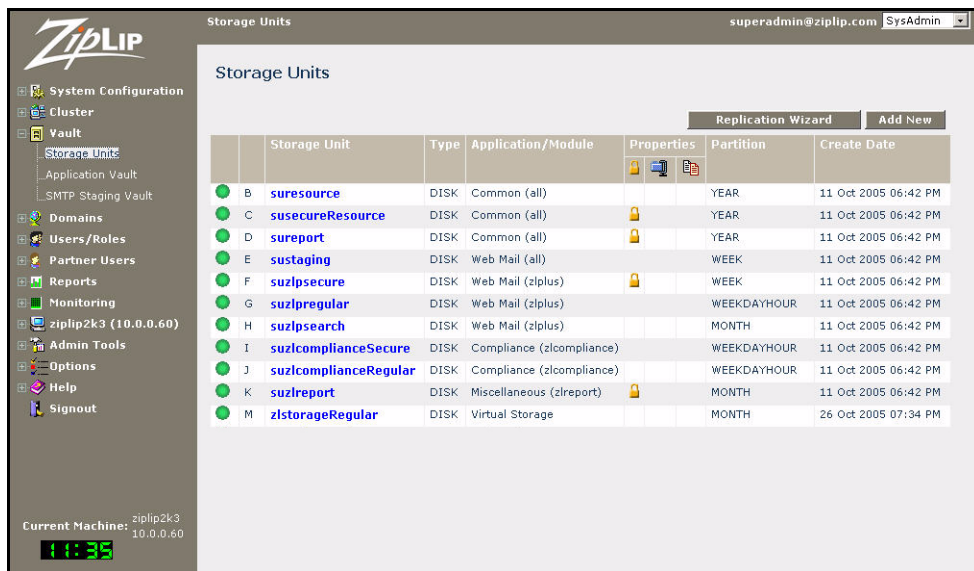 ZipLip
Storage Units
superadmin@ziplip.com SysAdmin
System Configuration
Cluster
Vault
Storage Units
Application Vault
SMTP Staging Vault
Domains
Users/Roles
Partner Users
Reports
Monitoring
ziplip2k3 (10.0.0.60)
Admin Tools
Options
Help
Signout
Current Machine: ziplip2k3
10.0.0.60
11:35
Storage Units
Replication Wizard Add New
Storage Unit Type Application/Module Properties Partition Create Date
B suresource DISK Common (all) YEAR 11 Oct 2005 06:42 PM
C susecureResource DISK Common (all) YEAR 11 Oct 2005 06:42 PM
D sureport DISK Common (all) YEAR 11 Oct 2005 06:42 PM
E sustaging DISK Web Mail (all) WEEK 11 Oct 2005 06:42 PM
F suzlpsecure DISK Web Mail (zlplus) WEEK 11 Oct 2005 06:42 PM
G suzlpregular DISK Web Mail (zlplus) WEEKDAYHOUR 11 Oct 2005 06:42 PM
H suzlpsearch DISK Web Mail (zlplus) MONTH 11 Oct 2005 06:42 PM
I suzlcomplianceSecure DISK Compliance (zlcompliance) WEEKDAYHOUR 11 Oct 2005 06:42 PM
J suzlcomplianceRegular DISK Compliance (zlcompliance) WEEKDAYHOUR 11 Oct 2005 06:42 PM
K suzlreport DISK Miscellaneous (zlreport) MONTH 11 Oct 2005 06:42 PM
M zlstorageRegular DISK Virtual Storage MONTH 26 Oct 2005 07:34 PM